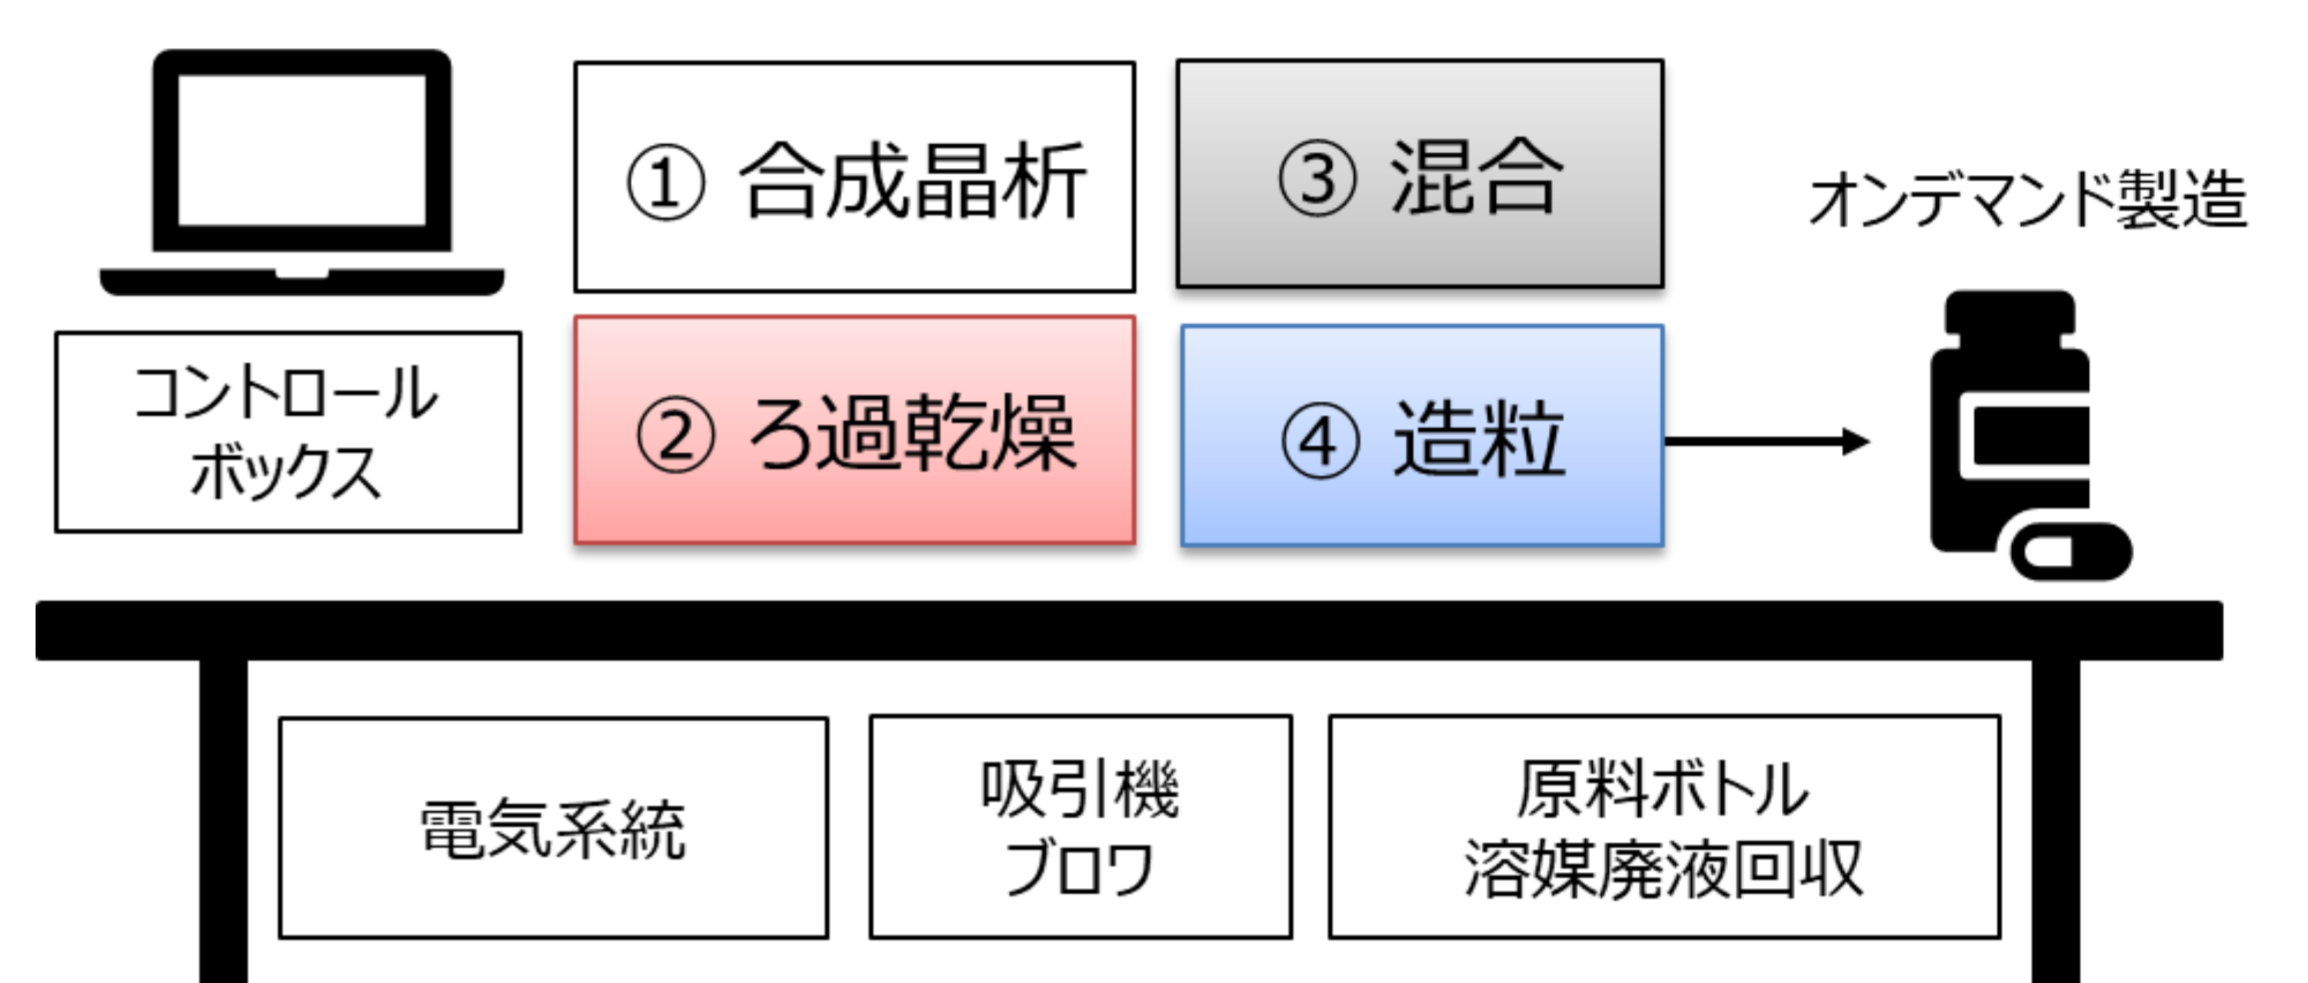 ① 合成晶析
③ 混合
オンデマンド製造
コントロール
ボックス
② ろ過乾燥
④ 造粒
電気系統
吸引機
ブロワ
原料ボトル
溶媒廃液回収